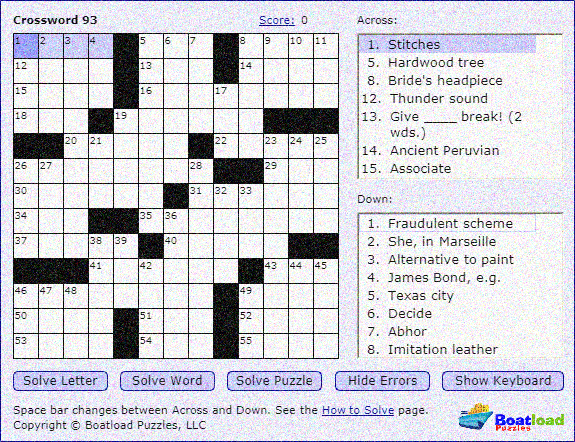 Crossword 93
Score: 0
1 2 3 4 5 6 7 8 9 10 11
12 13 14
15 16 17
18 19
20 21 22 23 24 25
26 27 28 29
30 31 32 33
34 35 36
37 38 39 40
41 42 43 44 45
46 47 48 49
50 51 52
53 54 55
Across:
1. Stitches
5. Hardwood tree
8. Bride's headpiece
12. Thunder sound
13. Give ____ break! (2
wds.)
14. Ancient Peruvian
15. Associate
Down:
1. Fraudulent scheme
2. She, in Marseille
3. Alternative to paint
4. James Bond, e.g.
5. Texas city
6. Decide
7. Abhor
8. Imitation leather
Solve Letter Solve Word Solve Puzzle Hide Errors Show Keyboard
Space bar changes between Across and Down. See the How to Solve page.
Copyright © Boatload Puzzles, LLC
Boatload
Puzzles